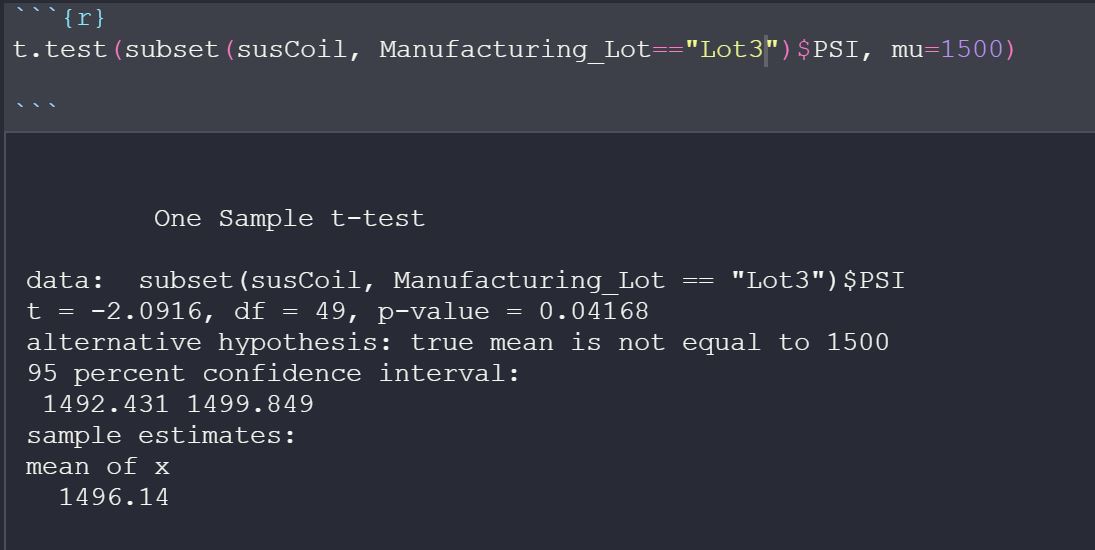 ```{r}
t.test(subset(susCoil, Manufacturing_Lot=="Lot3")$PSI, mu=1500)
```
One Sample t-test
data:  subset(susCoil, Manufacturing_Lot == "Lot3")$PSI
t = -2.0916, df = 49, p-value = 0.04168
alternative hypothesis: true mean is not equal to 1500
95 percent confidence interval:
1492.431 1499.849
sample estimates:
mean of x
1496.14